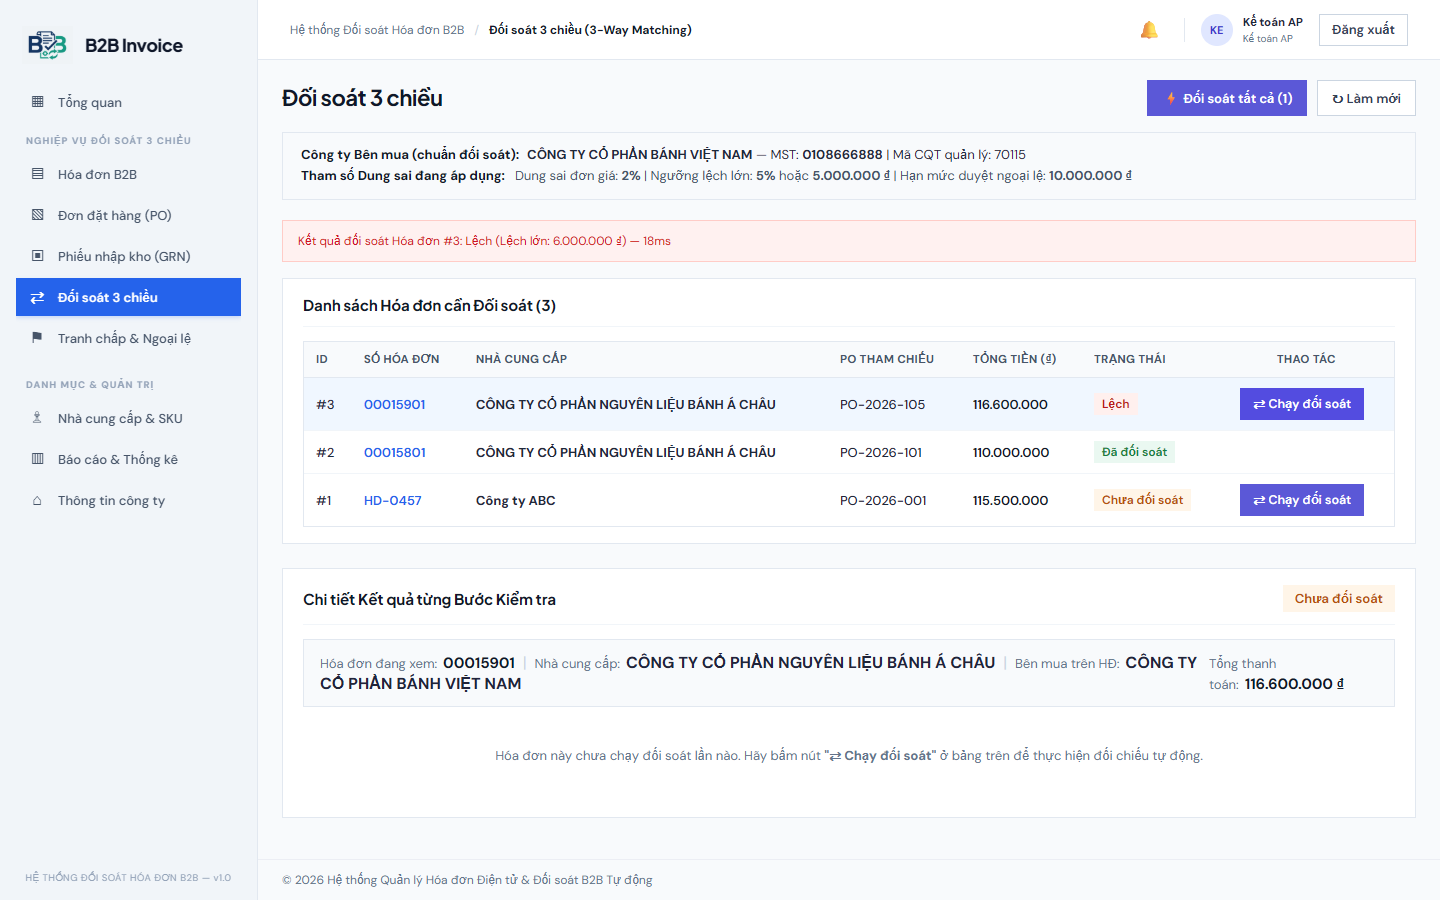 B2B Invoice
Tổng quan
NGHIỆP VỤ ĐỐI SOÁT 3 CHIỀU
Hóa đơn B2B
Đơn đặt hàng (PO)
Phiếu nhập kho (GRN)
Đối soát 3 chiều
Tranh chấp & Ngoại lệ
DANH MỤC & QUẢN TRỊ
Nhà cung cấp & SKU
Báo cáo & Thống kê
Thông tin công ty
HỆ THỐNG ĐỐI SOÁT HÓA ĐƠN B2B — v1.0
Hệ thống Đối soát Hóa đơn B2B / Đối soát 3 chiều (3-Way Matching)
KE
Kế toán AP
Kế toán AP
Đăng xuất
Đối soát 3 chiều
Đối soát tất cả (1)
↻ Làm mới
Công ty Bên mua (chuẩn đối soát): CÔNG TY CỔ PHẦN BÁNH VIỆT NAM — MST: 0108666888 | Mã CQT quản lý: 70115
Tham số Dung sai đang áp dụng: Dung sai đơn giá: 2% | Ngưỡng lệch lớn: 5% hoặc 5.000.000 ₫ | Hạn mức duyệt ngoại lệ: 10.000.000 ₫
Kết quả đối soát Hóa đơn #3: Lệch (Lệch lớn: 6.000.000 ₫) — 18ms
Danh sách Hóa đơn cần Đối soát (3)
ID SỐ HÓA ĐƠN NHÀ CUNG CẤP PO THAM CHIẾU TỔNG TIỀN (₫) TRẠNG THÁI THAO TÁC
#3 00015901 CÔNG TY CỔ PHẦN NGUYÊN LIỆU BÁNH Á CHÂU PO-2026-105 116.600.000 Lệch ⇄ Chạy đối soát
#2 00015801 CÔNG TY CỔ PHẦN NGUYÊN LIỆU BÁNH Á CHÂU PO-2026-101 110.000.000 Đã đối soát
#1 HD-0457 Công ty ABC PO-2026-001 115.500.000 Chưa đối soát ⇄ Chạy đối soát
Chi tiết Kết quả từng Bước Kiểm tra
Chưa đối soát
Hóa đơn đang xem: 00015901 | Nhà cung cấp: CÔNG TY CỔ PHẦN NGUYÊN LIỆU BÁNH Á CHÂU | Bên mua trên HĐ: CÔNG TY
CỔ PHẦN BÁNH VIỆT NAM
Tổng thanh
toán: 116.600.000 ₫
Hóa đơn này chưa chạy đối soát lần nào. Hãy bấm nút "⇄ Chạy đối soát" ở bảng trên để thực hiện đối chiếu tự động.
© 2026 Hệ thống Quản lý Hóa đơn Điện tử & Đối soát B2B Tự động